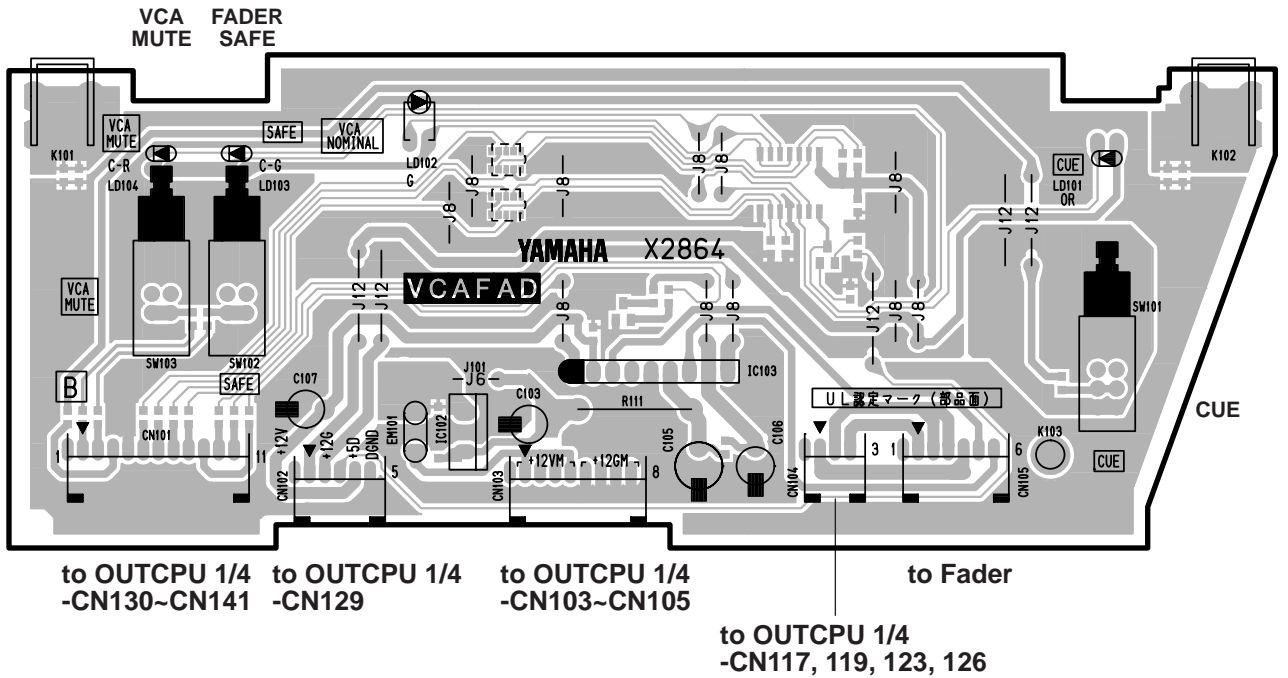 VCA FADER
MUTE SAFE
VCA
MUTE
SAFE
VCA
NOMINAL
K101
C-R
LD104
C-G
LD103
LD102
G
J8
J8
J8
J8
J8
J8
J12
J12
CUE
LD101
OR
K102
YAMAHA X2864
VCAFAD
VCA
MUTE
J12
J12
J8
J8
J8
J12
J8
J8
SW101
SW103
SW102
B
SAFE
C107
J101
J6
C103
IC103
R111
UL認定マーク(部品面)
CUE
CN101
1
11
+12V
+12G
+5D
DGND
CN102
5
EM101
IC102
CN103
+12VM
+12GM
8
C105
C106
CN104
3
1
6
CN105
K103
CUE
to OUTCPU 1/4
-CN130~CN141
to OUTCPU 1/4
-CN129
to OUTCPU 1/4
-CN103~CN105
to Fader
to OUTCPU 1/4
-CN117, 119, 123, 126